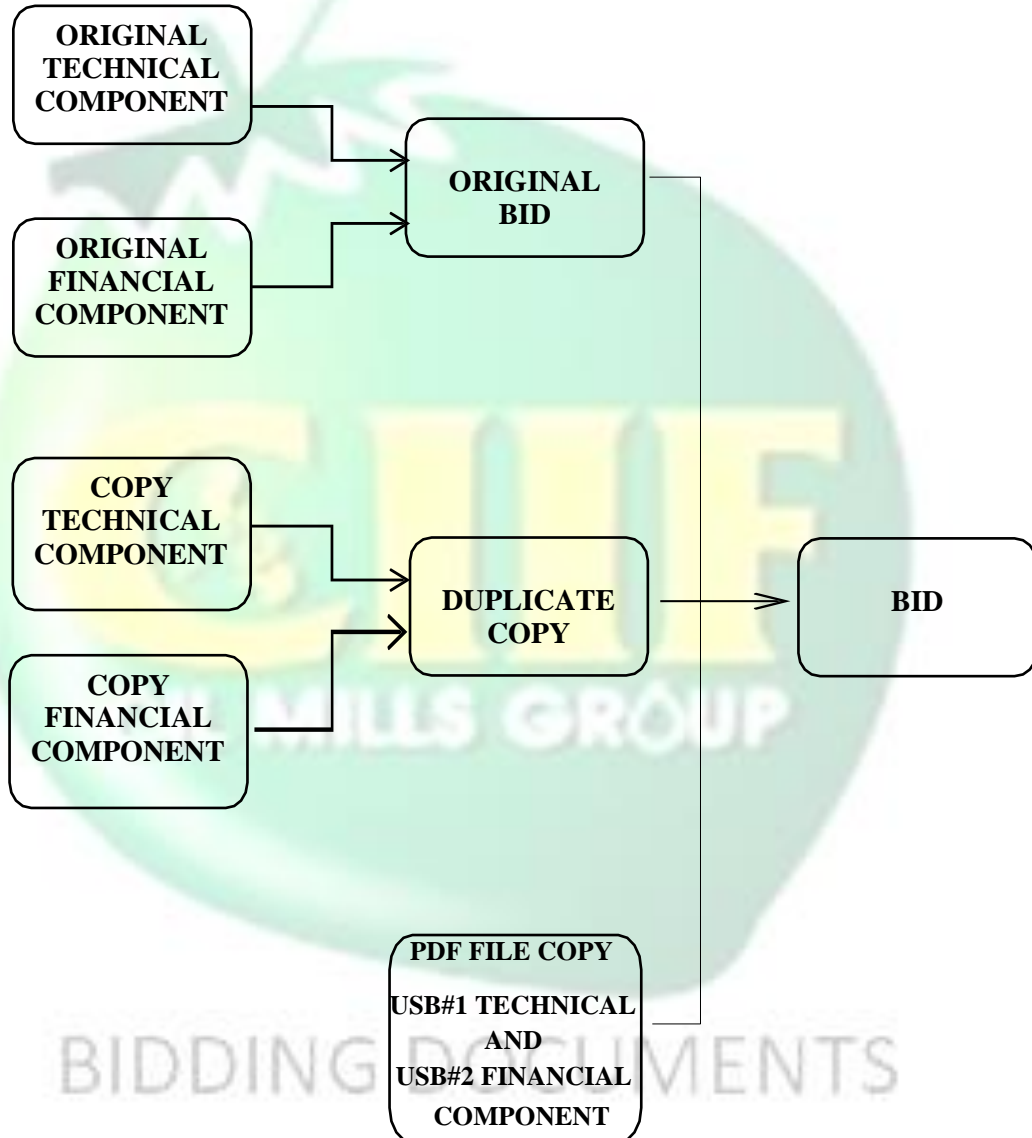 ORIGINAL
TECHNICAL
COMPONENT
ORIGINAL
BID
ORIGINAL
FINANCIAL
COMPONENT
COPY
TECHNICAL
COMPONENT
DUPLICATE
COPY
BID
COPY
FINANCIAL
COMPONENT
PDF FILE COPY
USB#1 TECHNICAL
AND
USB#2 FINANCIAL
COMPONENT
CIIF
MILLS GROUP
BIDDING DOCUMENTS